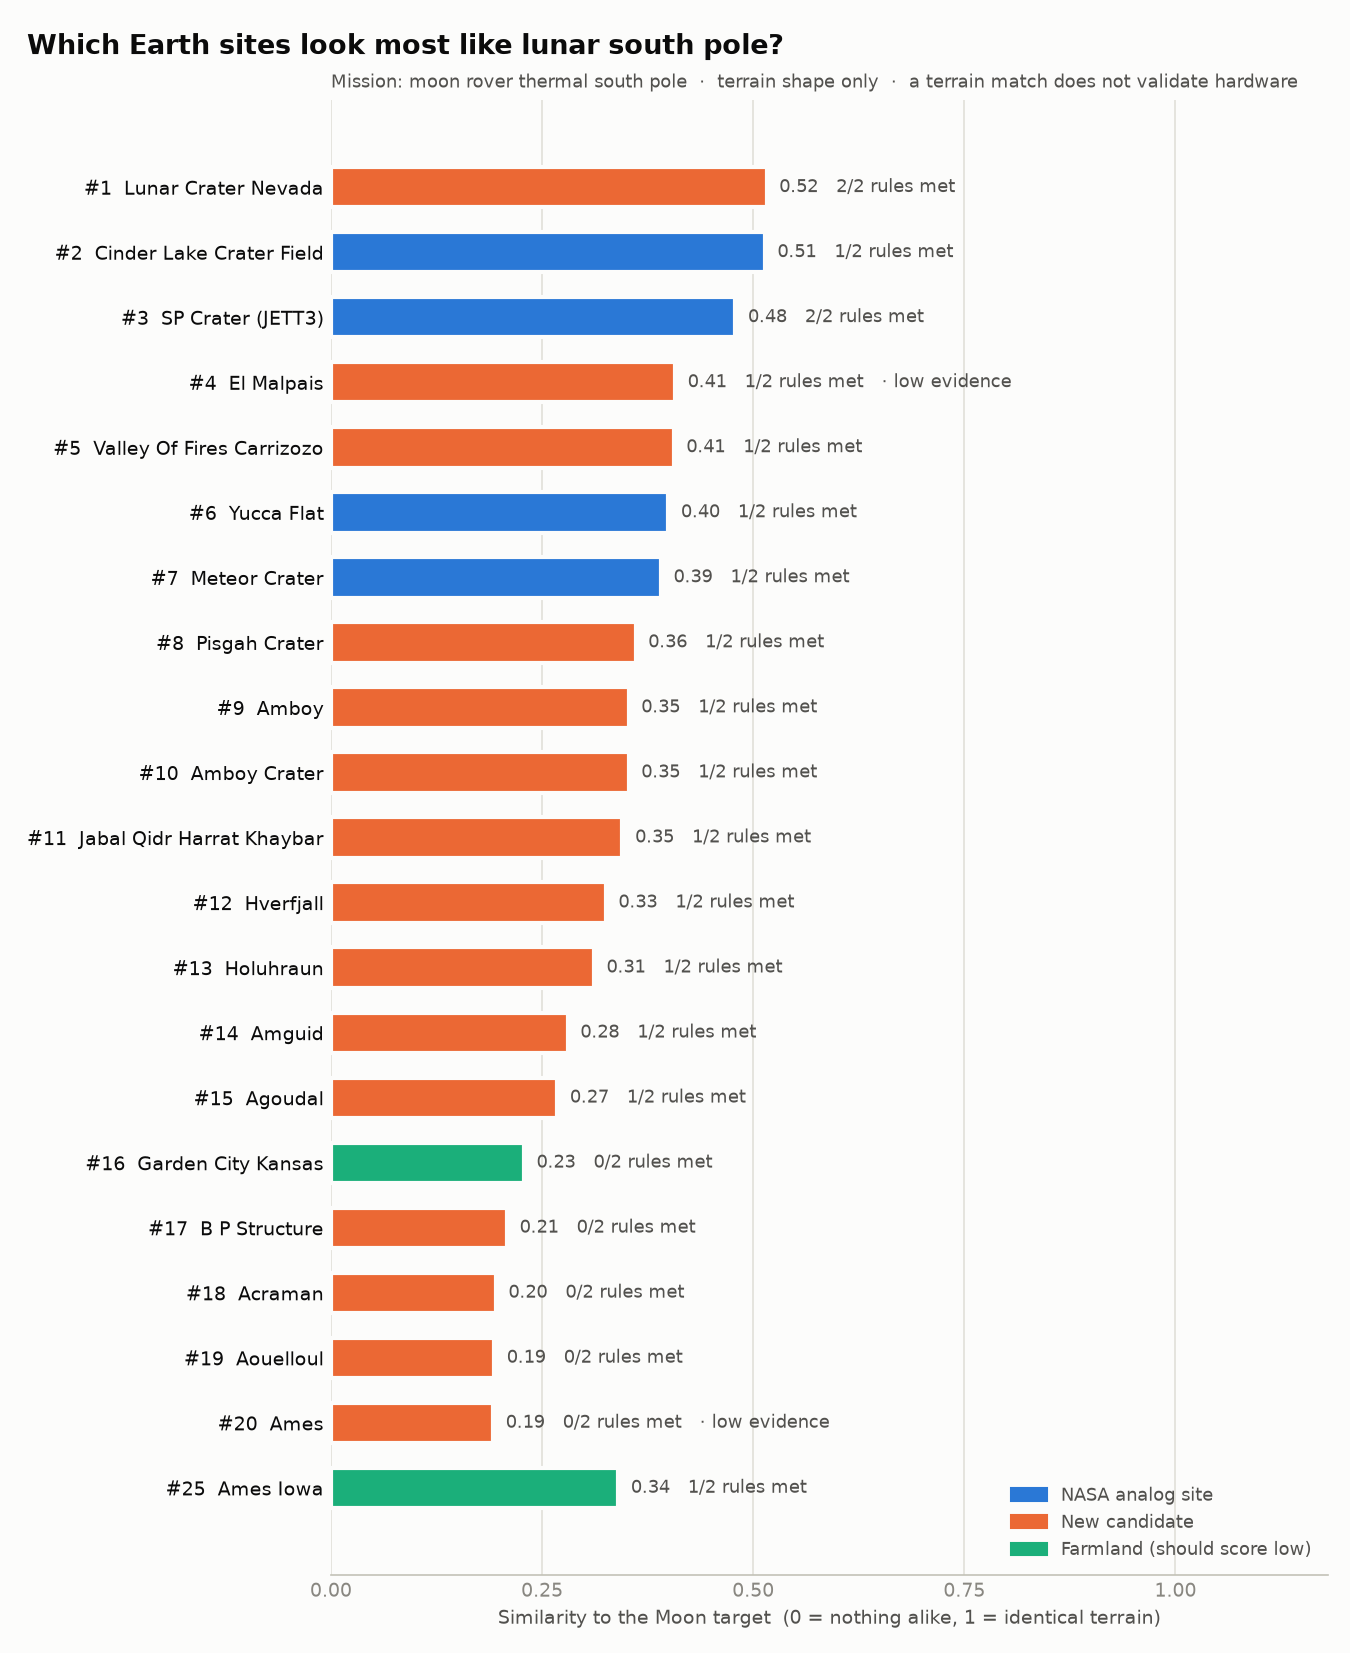 Which Earth sites look most like lunar south pole?
Mission: moon rover thermal south pole  ·  terrain shape only  ·  a terrain match does not validate hardware
#1  Lunar Crater Nevada  0.52  2/2 rules met
#2  Cinder Lake Crater Field  0.51  1/2 rules met
#3  SP Crater (JETT3)  0.48  2/2 rules met
#4  El Malpais  0.41  1/2 rules met  · low evidence
#5  Valley Of Fires Carrizozo  0.41  1/2 rules met
#6  Yucca Flat  0.40  1/2 rules met
#7  Meteor Crater  0.39  1/2 rules met
#8  Pisgah Crater  0.36  1/2 rules met
#9  Amboy  0.35  1/2 rules met
#10  Amboy Crater  0.35  1/2 rules met
#11  Jabal Qidr Harrat Khaybar  0.35  1/2 rules met
#12  Hverfjall  0.33  1/2 rules met
#13  Holuhraun  0.31  1/2 rules met
#14  Amguid  0.28  1/2 rules met
#15  Agoudal  0.27  1/2 rules met
#16  Garden City Kansas  0.23  0/2 rules met
#17  B P Structure  0.21  0/2 rules met
#18  Acraman  0.20  0/2 rules met
#19  Aouelloul  0.19  0/2 rules met
#20  Ames  0.19  0/2 rules met  · low evidence
#25  Ames Iowa  0.34  1/2 rules met
NASA analog site
New candidate
Farmland (should score low)
0.00  0.25  0.50  0.75  1.00
Similarity to the Moon target  (0 = nothing alike, 1 = identical terrain)